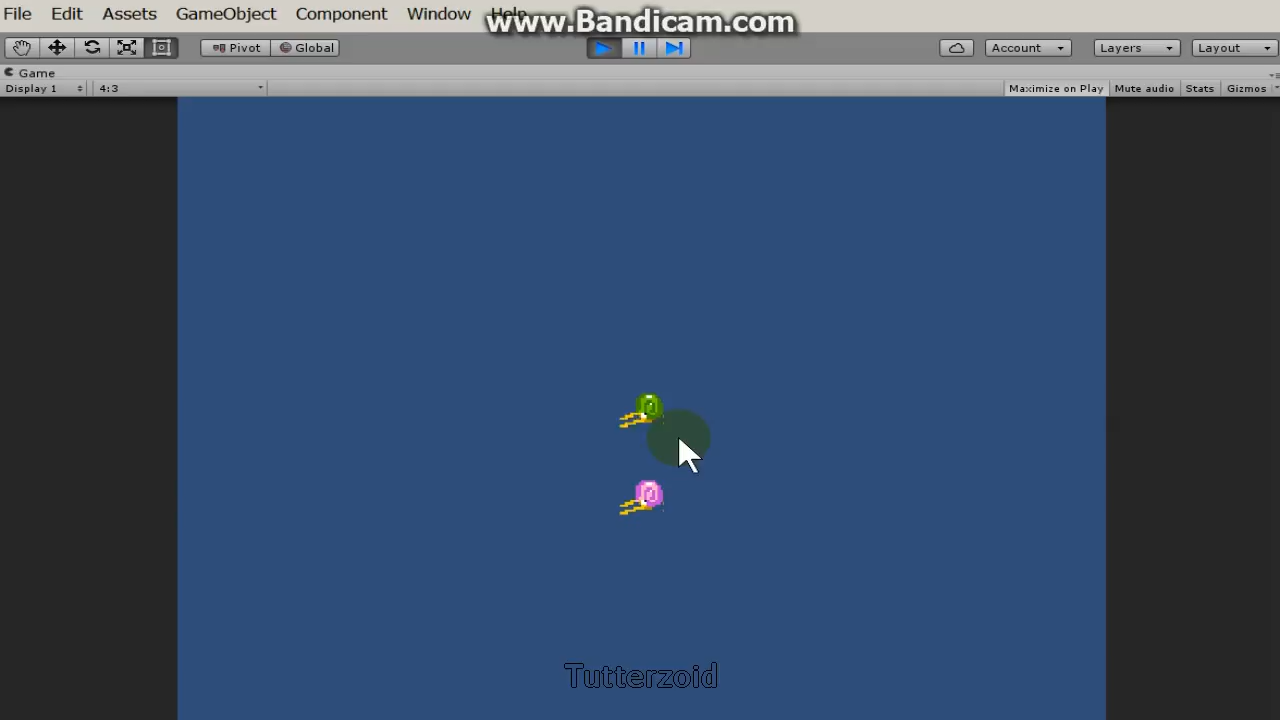 File Edit Assets GameObject Component Window Help
www.Bandicam.com
Pivot Global Account Layers Layout
Game
Display 1 4:3 Maximize on Play Mute audio Stats Gizmos
Tutterzoid